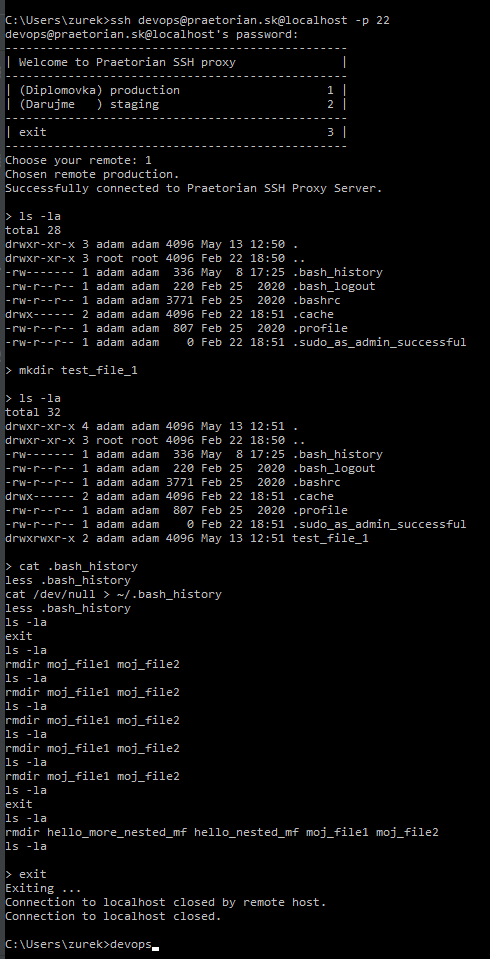 C:\Users\zurek>ssh devops@praetorian.sk@localhost -p 22
devops@praetorian.sk@localhost's password:
--------------------------------------------------
| Welcome to Praetorian SSH proxy                |
--------------------------------------------------
| (Diplomovka) production                      1 |
| (Darujme   ) staging                         2 |
--------------------------------------------------
| exit                                         3 |
--------------------------------------------------
Choose your remote: 1
Chosen remote production.
Successfully connected to Praetorian SSH Proxy Server.
> ls -la
total 28
drwxr-xr-x 3 adam adam 4096 May 13 12:50 .
drwxr-xr-x 3 root root 4096 Feb 22 18:50 ..
-rw------- 1 adam adam  336 May  8 17:25 .bash_history
-rw-r--r-- 1 adam adam  220 Feb 25  2020 .bash_logout
-rw-r--r-- 1 adam adam 3771 Feb 25  2020 .bashrc
drwx------ 2 adam adam 4096 Feb 22 18:51 .cache
-rw-r--r-- 1 adam adam  807 Feb 25  2020 .profile
-rw-r--r-- 1 adam adam    0 Feb 22 18:51 .sudo_as_admin_successful
> mkdir test_file_1
> ls -la
total 32
drwxr-xr-x 4 adam adam 4096 May 13 12:51 .
drwxr-xr-x 3 root root 4096 Feb 22 18:50 ..
-rw------- 1 adam adam  336 May  8 17:25 .bash_history
-rw-r--r-- 1 adam adam  220 Feb 25  2020 .bash_logout
-rw-r--r-- 1 adam adam 3771 Feb 25  2020 .bashrc
drwx------ 2 adam adam 4096 Feb 22 18:51 .cache
-rw-r--r-- 1 adam adam  807 Feb 25  2020 .profile
-rw-r--r-- 1 adam adam    0 Feb 22 18:51 .sudo_as_admin_successful
drwxrwxr-x 2 adam adam 4096 May 13 12:51 test_file_1
> cat .bash_history
less .bash_history
cat /dev/null > ~/.bash_history
less .bash_history
ls -la
exit
ls -la
rmdir moj_file1 moj_file2
ls -la
rmdir moj_file1 moj_file2
ls -la
rmdir moj_file1 moj_file2
ls -la
rmdir moj_file1 moj_file2
ls -la
rmdir moj_file1 moj_file2
ls -la
exit
ls -la
rmdir hello_more_nested_mf hello_nested_mf moj_file1 moj_file2
ls -la
> exit
Exiting ...
Connection to localhost closed by remote host.
Connection to localhost closed.
C:\Users\zurek>devops